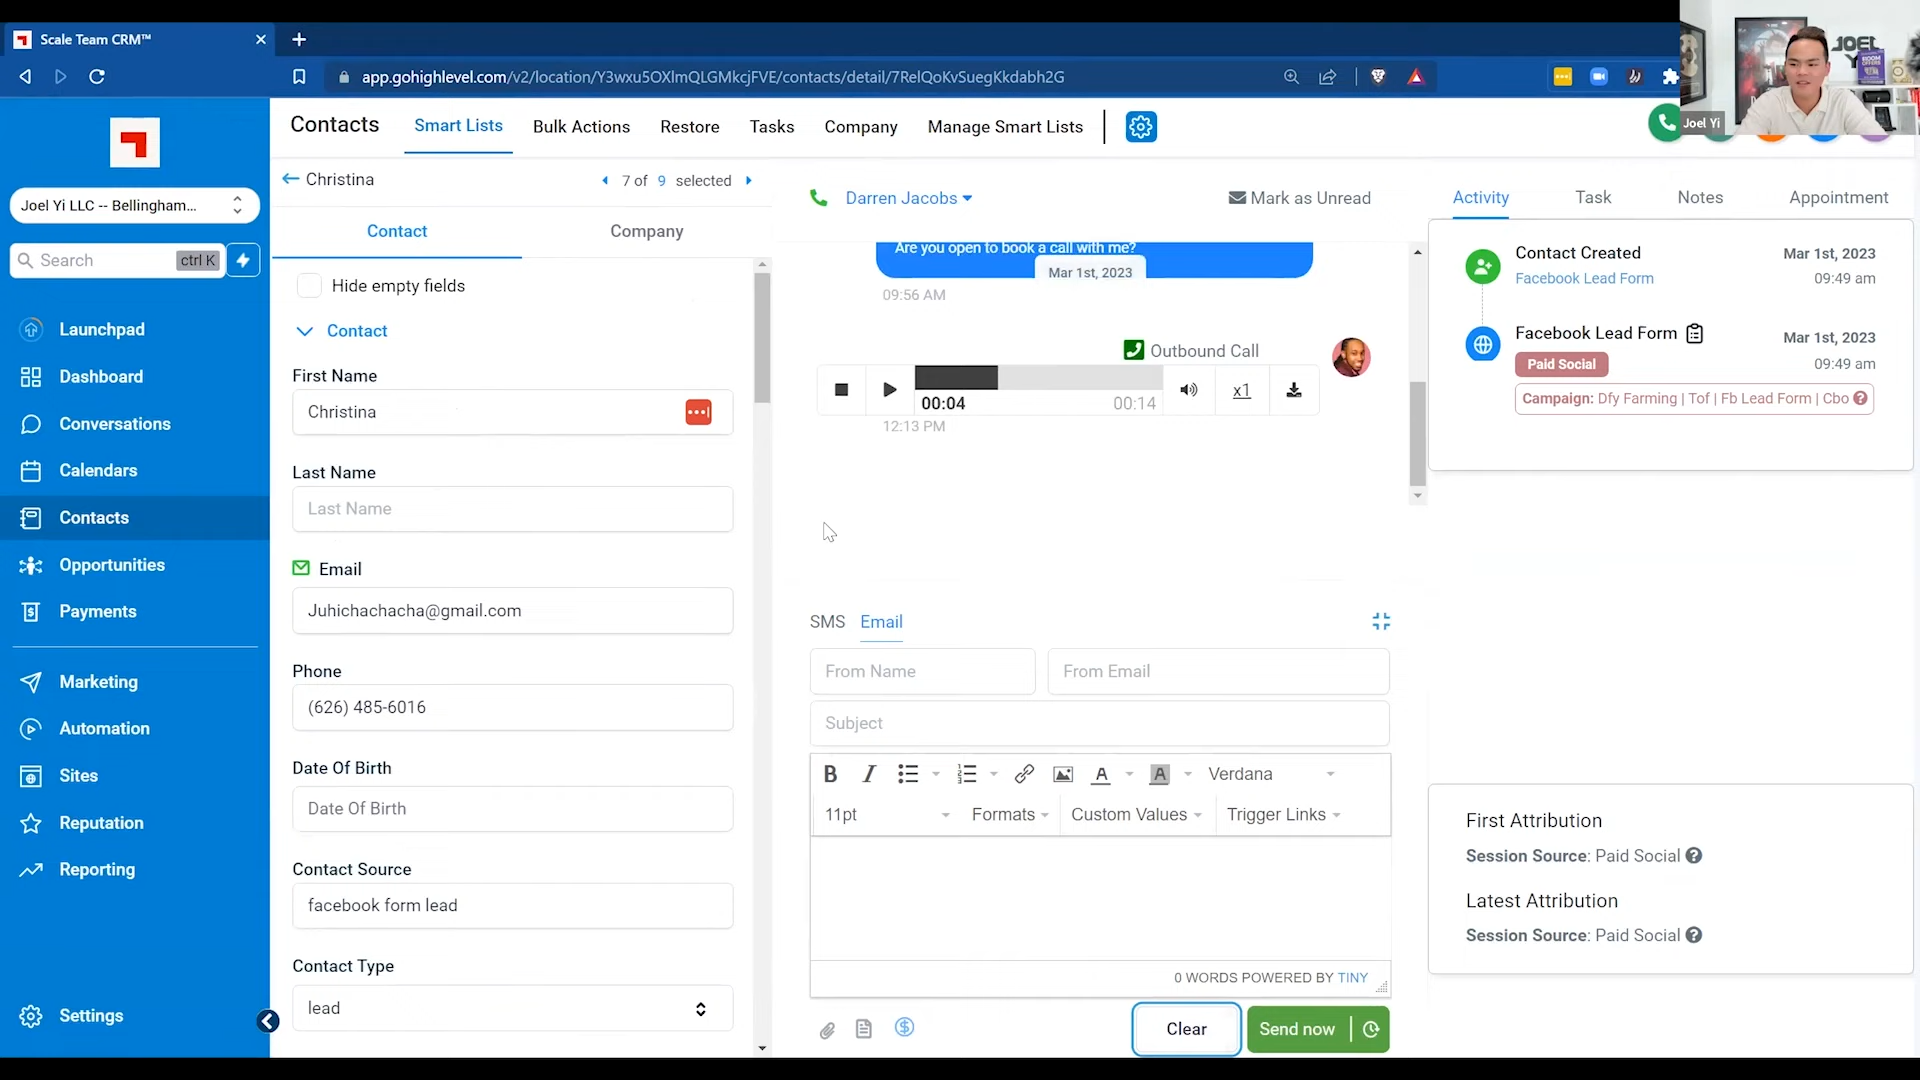 Scale Team CRM™
app.gohighlevel.com/v2/location/Y3wxu5OXlmQLGMkcjFVE/contacts/detail/7RelQoKvSuegKkdabh2G
JOEL
Joel Yi
Contacts
Smart Lists
Bulk Actions
Restore
Tasks
Company
Manage Smart Lists
Joel Yi LLC -- Bellingham...
Search
ctrl K
Launchpad
Dashboard
Conversations
Calendars
Contacts
Opportunities
Payments
Marketing
Automation
Sites
Reputation
Reporting
Settings
Christina
7 of 9 selected
Contact
Company
Hide empty fields
Contact
First Name
Christina
Last Name
Last Name
Email
Juhichachacha@gmail.com
Phone
(626) 485-6016
Date Of Birth
Date Of Birth
Contact Source
facebook form lead
Contact Type
lead
Darren Jacobs
Mark as Unread
Are you open to book a call with me?
Mar 1st, 2023
09:56 AM
Outbound Call
00:04
00:14
x1
12:13 PM
SMS
Email
From Name
From Email
Subject
B I
A
A
Verdana
11pt
Formats
Custom Values
Trigger Links
0 WORDS POWERED BY TINY
Clear
Send now
Activity
Task
Notes
Appointment
Contact Created
Mar 1st, 2023
Facebook Lead Form
09:49 am
Facebook Lead Form
Mar 1st, 2023
Paid Social
09:49 am
Campaign: Dfy Farming | Tof | Fb Lead Form | Cbo
First Attribution
Session Source: Paid Social
Latest Attribution
Session Source: Paid Social